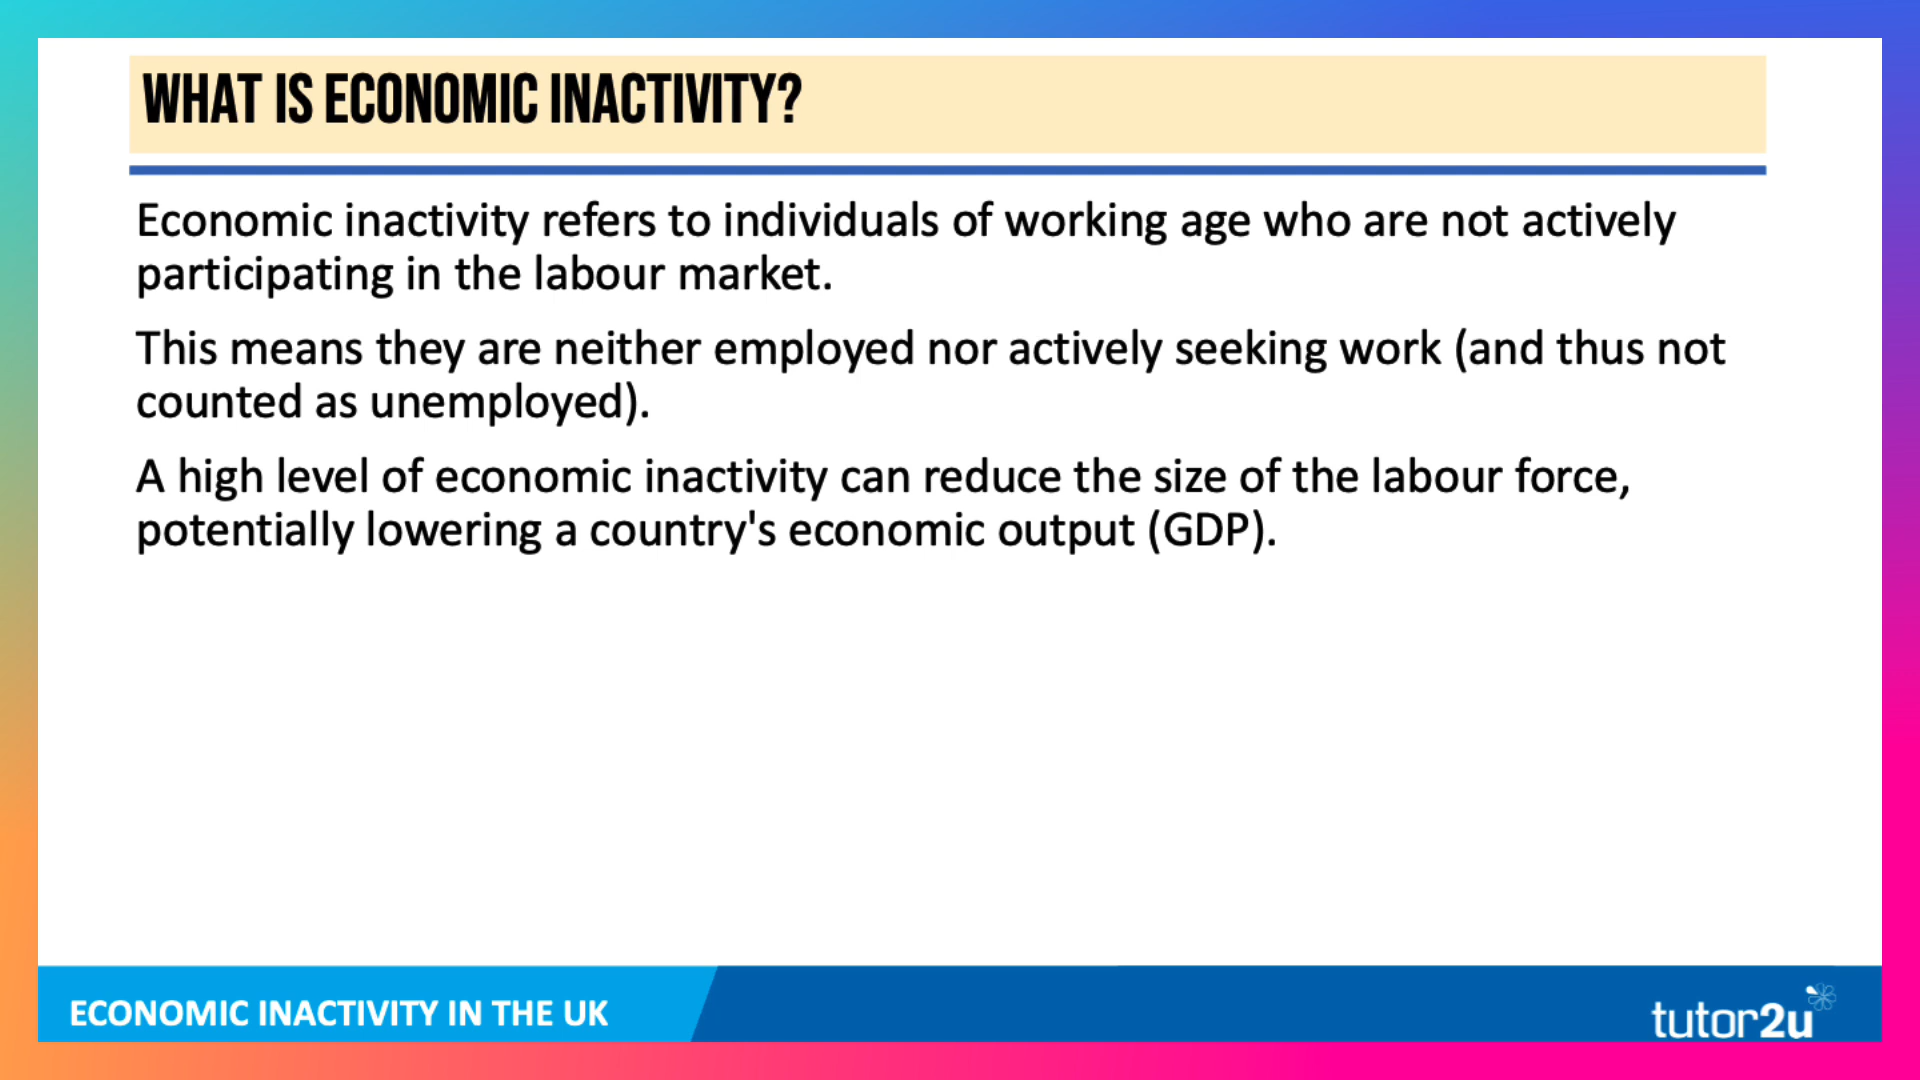 WHAT IS ECONOMIC INACTIVITY?
Economic inactivity refers to individuals of working age who are not actively
participating in the labour market.
This means they are neither employed nor actively seeking work (and thus not
counted as unemployed).
A high level of economic inactivity can reduce the size of the labour force,
potentially lowering a country's economic output (GDP).
ECONOMIC INACTIVITY IN THE UK
tutor2u